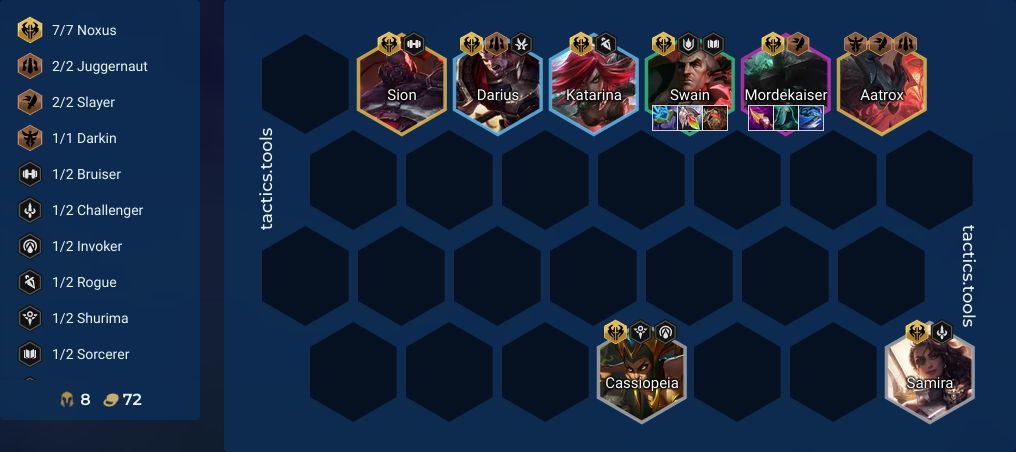 7/7 Noxus
2/2 Juggernaut
2/2 Slayer
1/1 Darkin
1/2 Bruiser
1/2 Challenger
1/2 Invoker
1/2 Rogue
1/2 Shurima
1/2 Sorcerer
8 72
tactics.tools
Sion Darius Katarina Swain Mordekaiser Aatrox
tactics.tools
Cassiopeia Samira